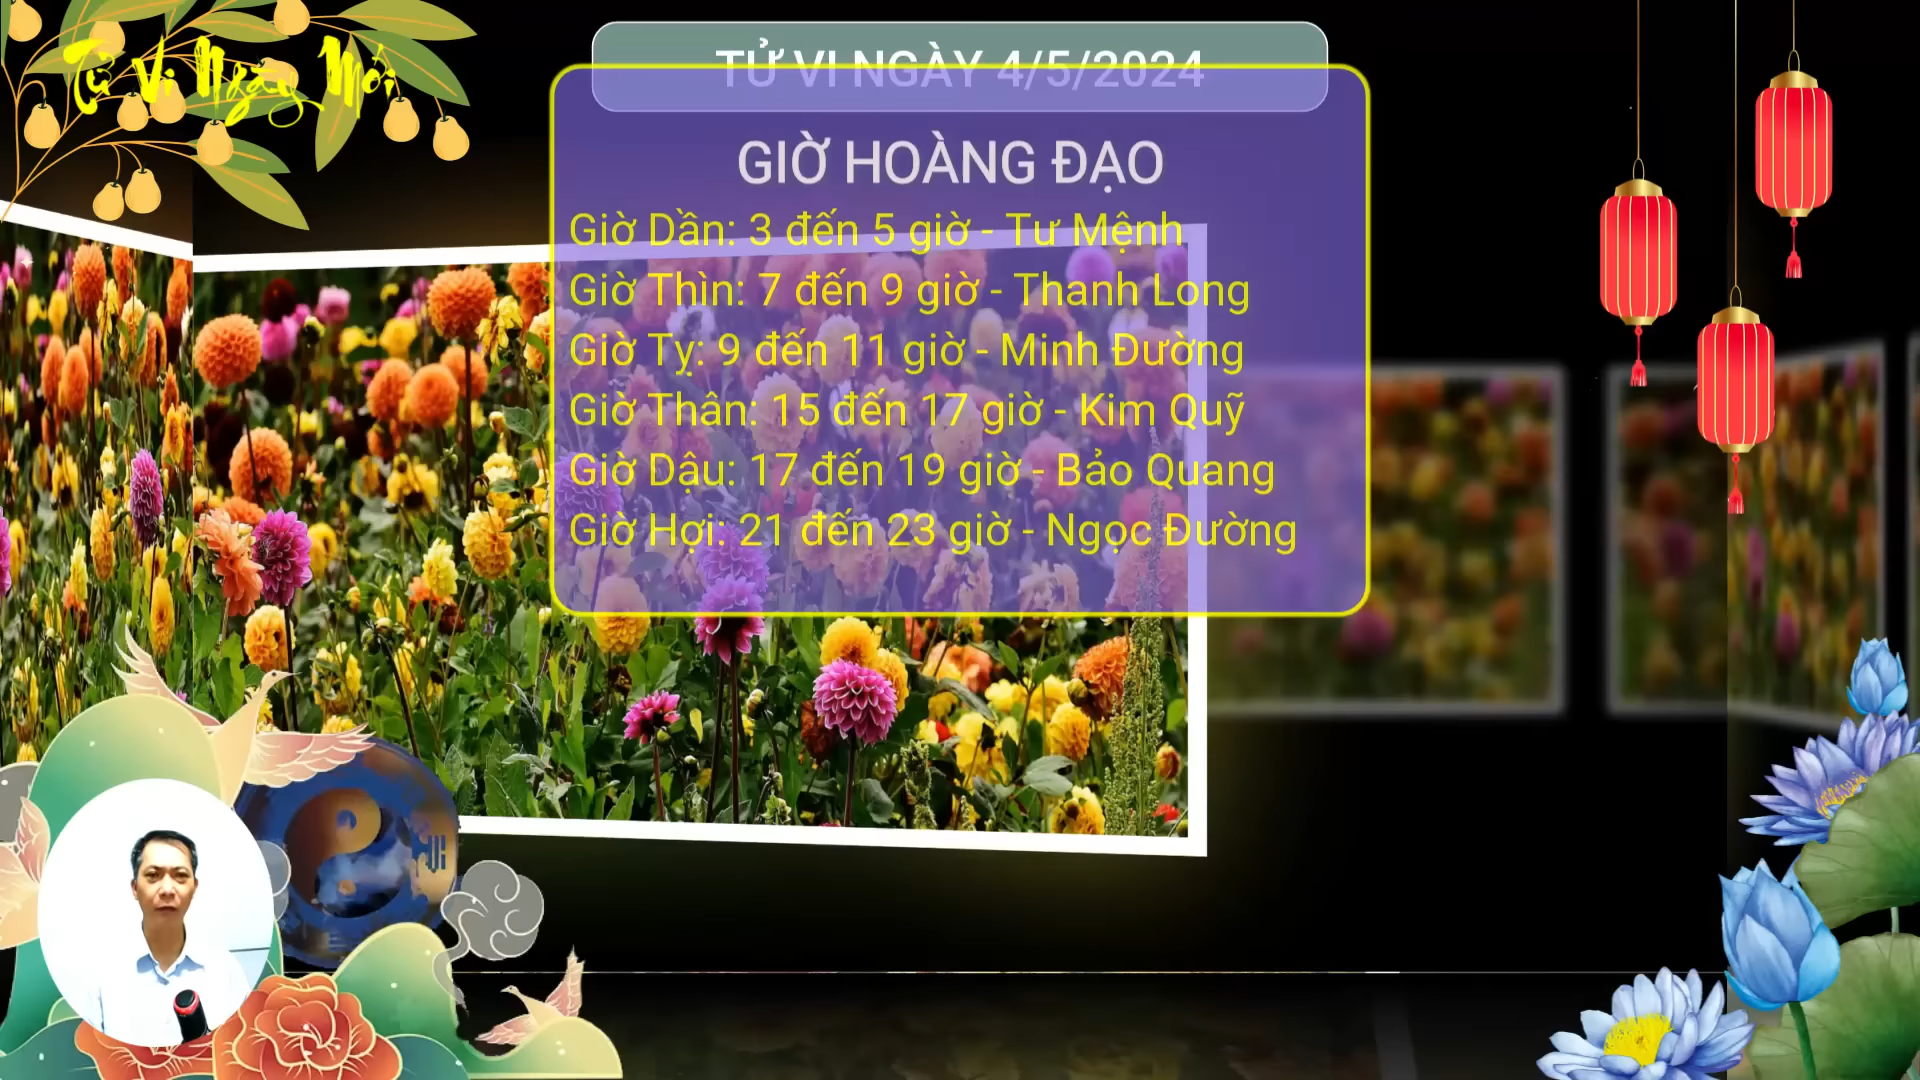 Tử Vi Ngày Mới
TỬ VI NGÀY 4/5/2024
GIỜ HOÀNG ĐẠO
Giờ Dần: 3 đến 5 giờ - Tư Mệnh
Giờ Thìn: 7 đến 9 giờ - Thanh Long
Giờ Tỵ: 9 đến 11 giờ - Minh Đường
Giờ Thân: 15 đến 17 giờ - Kim Quỹ
Giờ Dậu: 17 đến 19 giờ - Bảo Quang
Giờ Hợi: 21 đến 23 giờ - Ngọc Đường